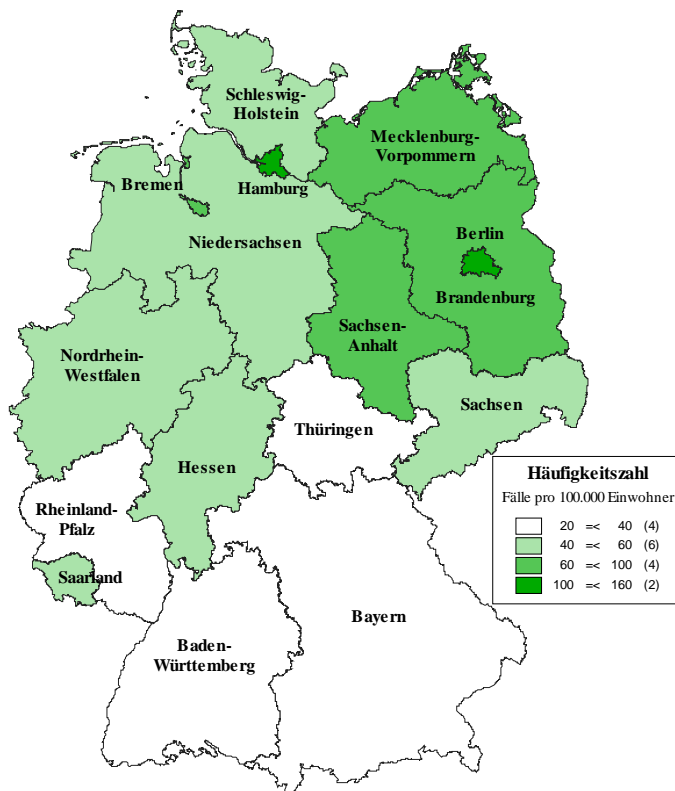 Schleswig-
Holstein
Mecklenburg-
Vorpommern
Bremen
Hamburg
Niedersachsen
Berlin
Brandenburg
Sachsen-
Anhalt
Nordrhein-
Westfalen
Sachsen
Thüringen
Hessen
Rheinland-
Pfalz
Saarland
Bayern
Baden-
Württemberg
Häufigkeitszahl
Fälle pro 100.000 Einwohner
20 =< 40 (4)
40 =< 60 (6)
60 =< 100 (4)
100 =< 160 (2)